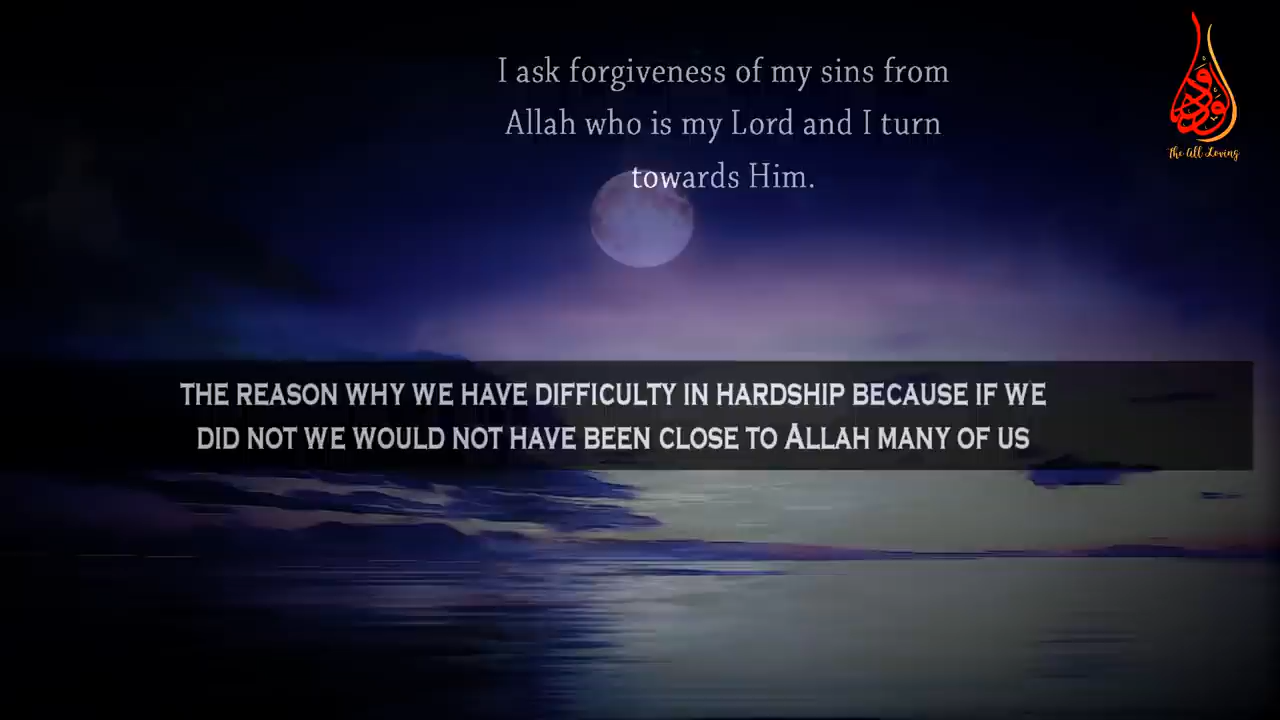 I ask forgiveness of my sins from
Allah who is my Lord and I turn
towards Him.
الودود
The All Loving
THE REASON WHY WE HAVE DIFFICULTY IN HARDSHIP BECAUSE IF WE
DID NOT WE WOULD NOT HAVE BEEN CLOSE TO ALLAH MANY OF US